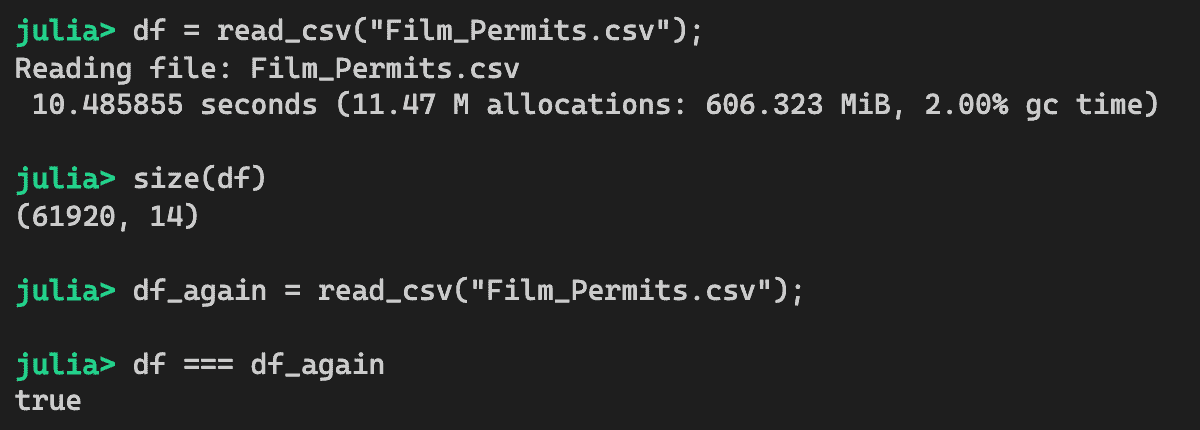 julia> df = read_csv("Film_Permits.csv");
Reading file: Film_Permits.csv
 10.485855 seconds (11.47 M allocations: 606.323 MiB, 2.00% gc time)
julia> size(df)
(61920, 14)
julia> df_again = read_csv("Film_Permits.csv");
julia> df === df_again
true